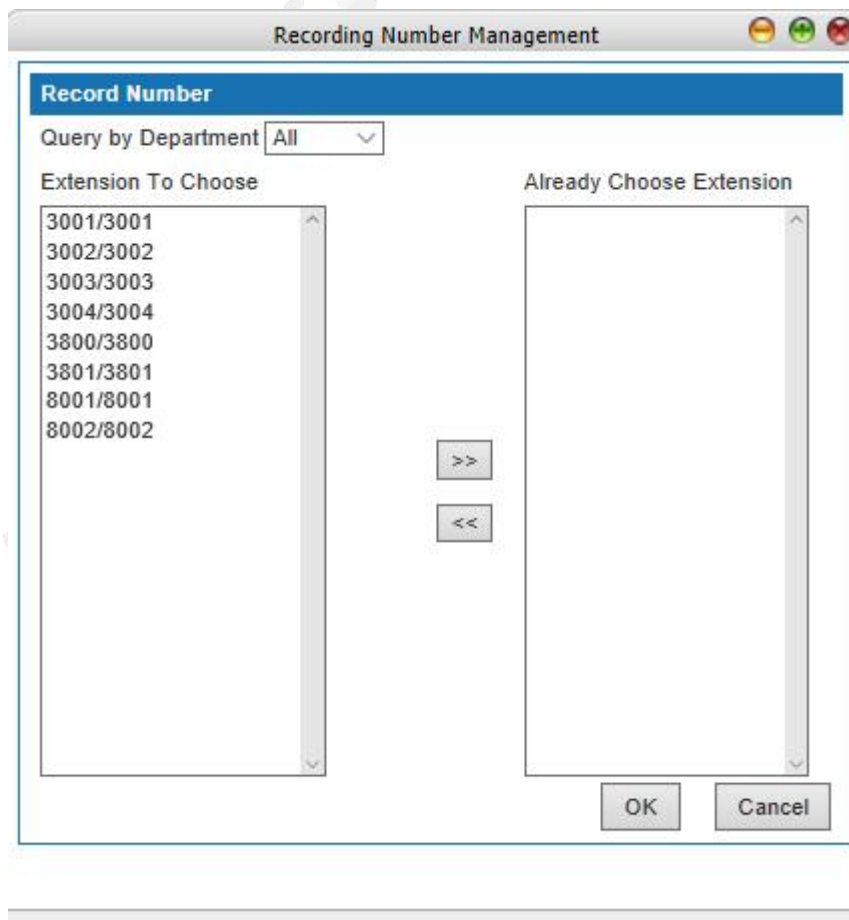 Recording Number Management
Record Number
Query by Department All
Extension To Choose
Already Choose Extension
3001/3001
3002/3002
3003/3003
3004/3004
3800/3800
3801/3801
8001/8001
8002/8002
>>
<<
OK
Cancel